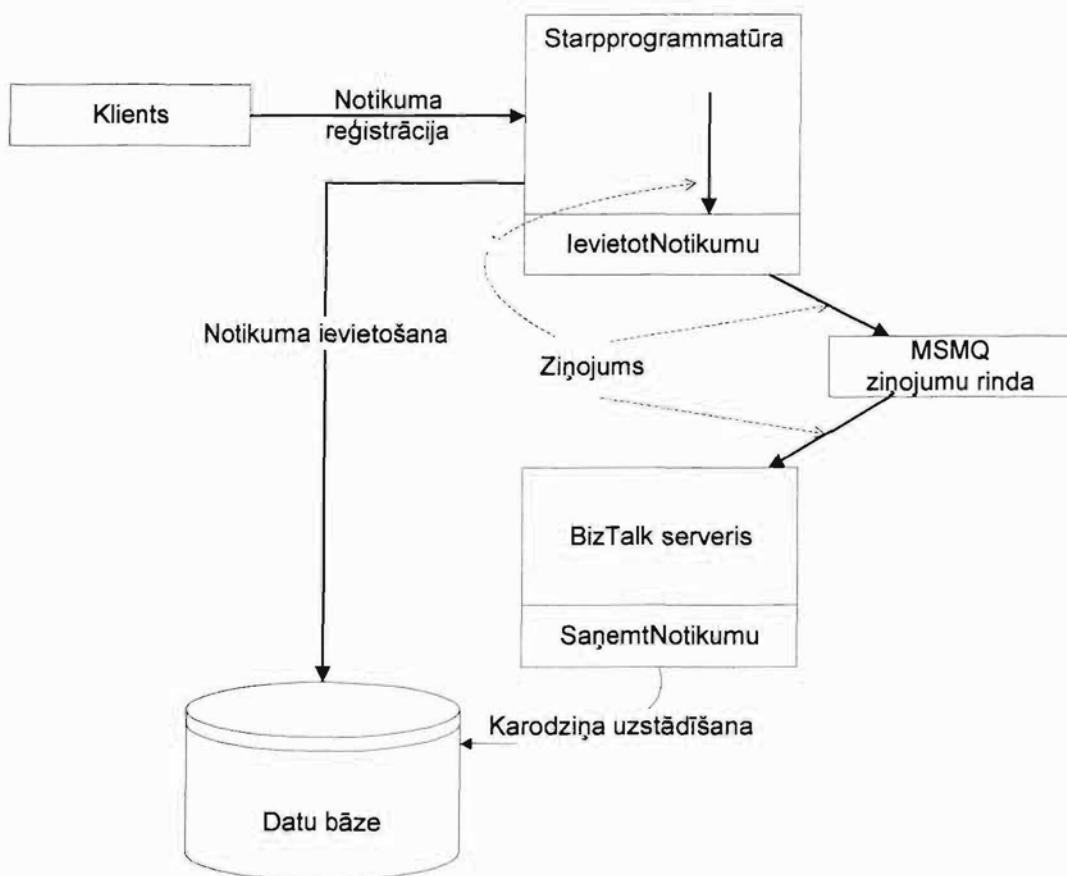 Starpprogrammatūra
Klients
Notikuma
reģistrācija
IevietotNotikumu
Notikuma ievietošana
Ziņojums
MSMQ
ziņojumu rinda
BizTalk serveris
SaņemtNotikumu
Karodziņa uzstādīšana
Datu bāze